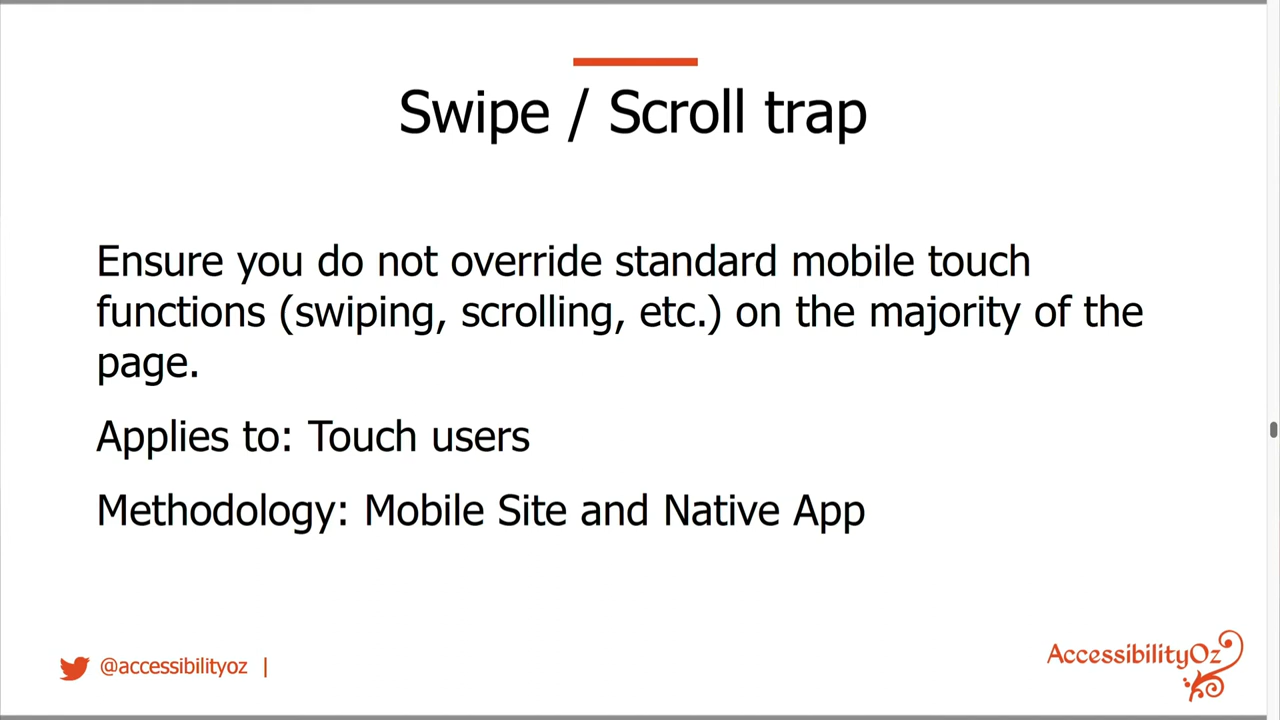 Swipe / Scroll trap
Ensure you do not override standard mobile touch
functions (swiping, scrolling, etc.) on the majority of the
page.
Applies to: Touch users
Methodology: Mobile Site and Native App
@accessibilityoz |
AccessibilityOz